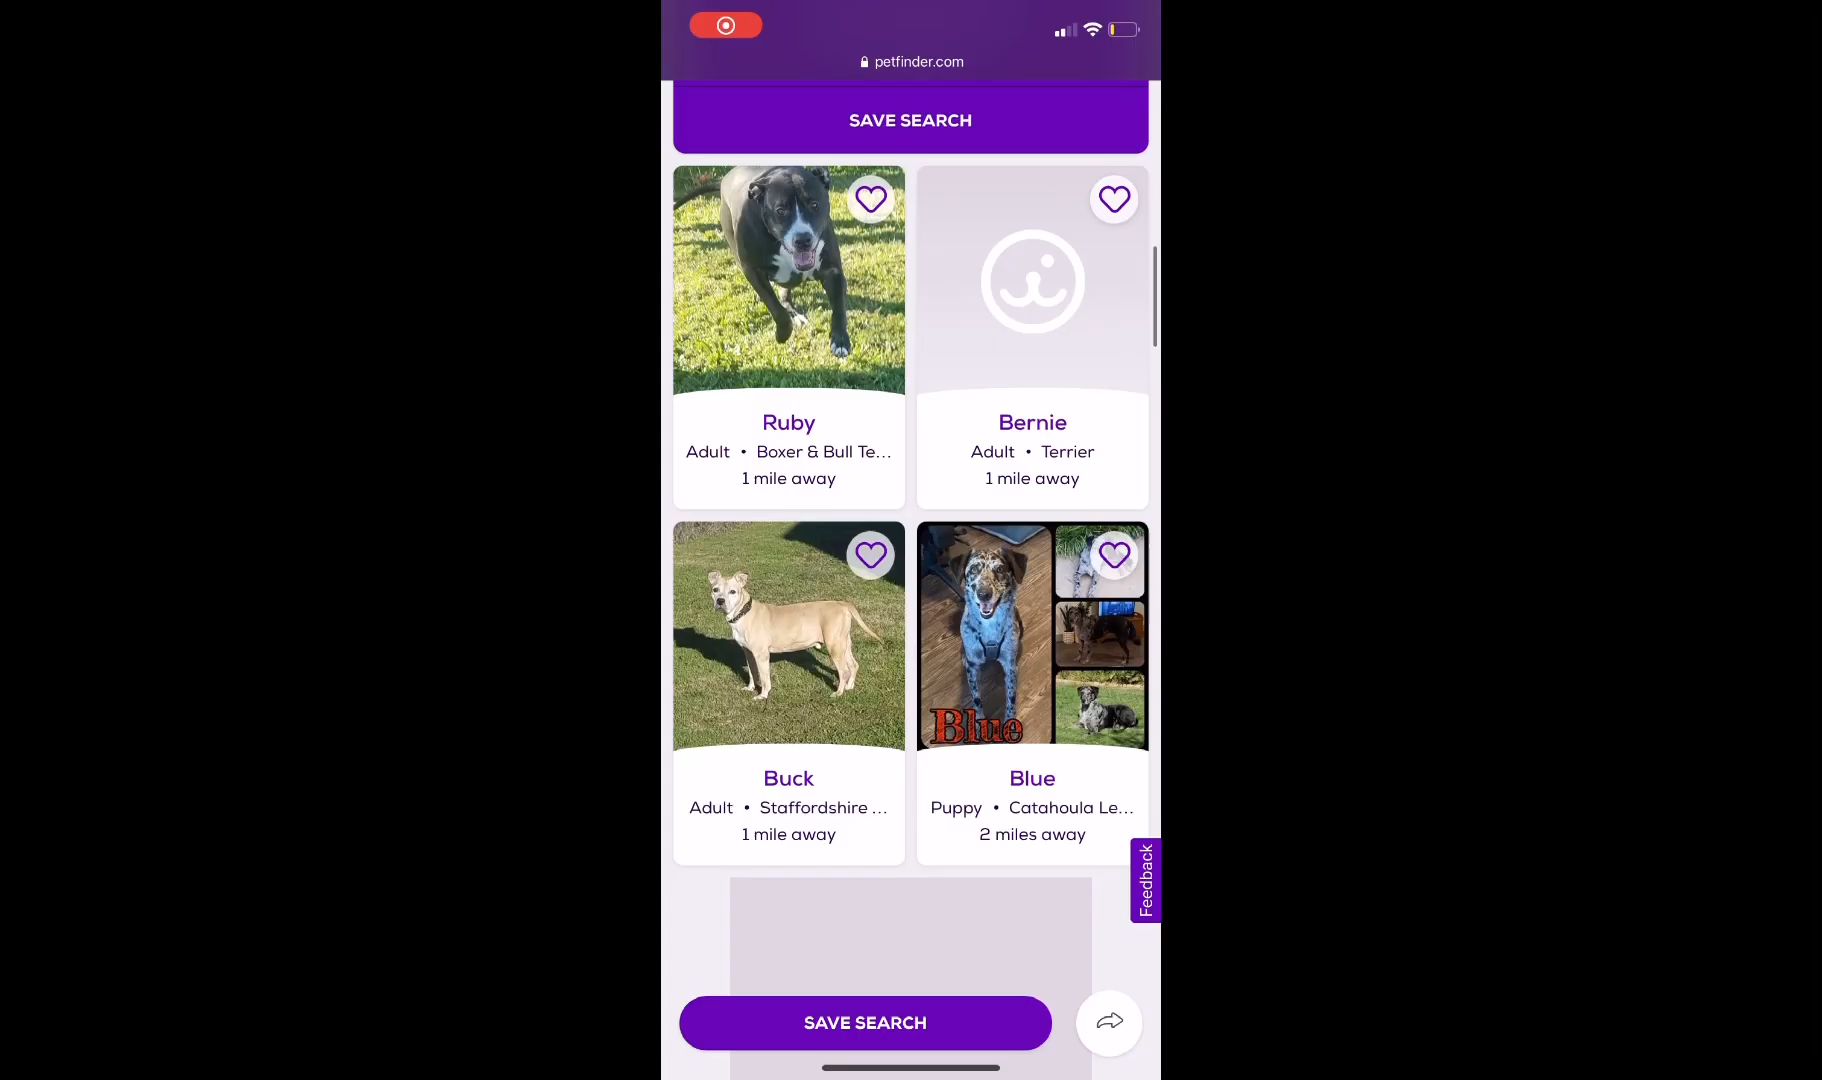 petfinder.com
SAVE SEARCH
Ruby
Adult • Boxer & Bull Te...
1 mile away
Bernie
Adult • Terrier
1 mile away
Blue
Buck
Adult • Staffordshire ...
1 mile away
Blue
Puppy • Catahoula Le...
2 miles away
Feedback
SAVE SEARCH